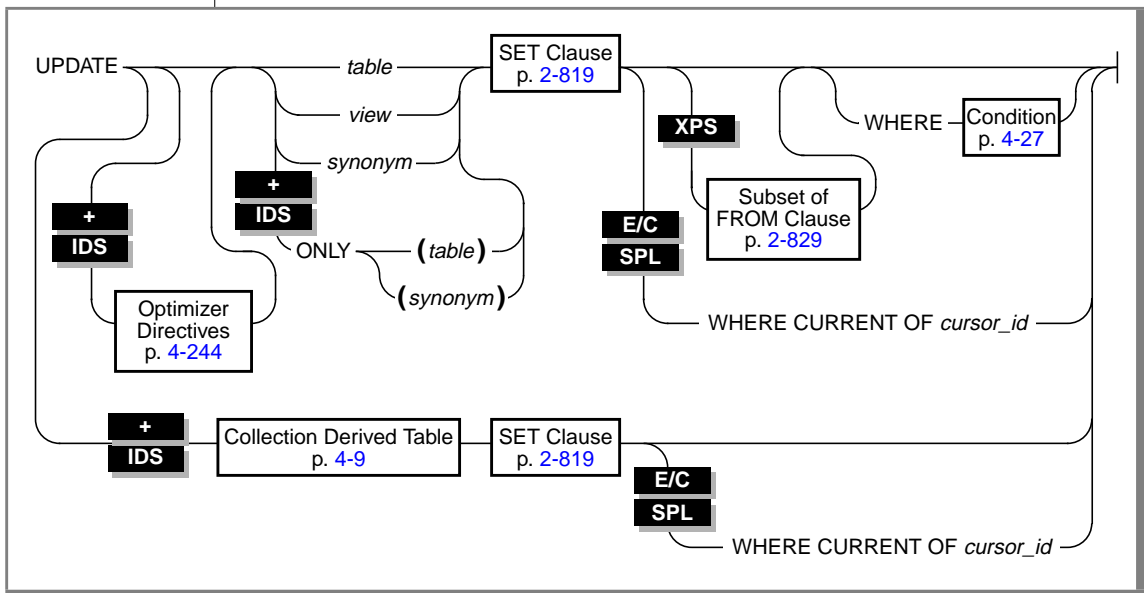 UPDATE
table
SET Clause
p. 2-819
view
XPS
WHERE
Condition
p. 4-27
synonym
+
IDS
Subset of
FROM Clause
p. 2-829
+
IDS
E/C
SPL
ONLY
(table)
(synonym)
Optimizer
Directives
p. 4-244
WHERE CURRENT OF cursor_id
+
IDS
Collection Derived Table
p. 4-9
SET Clause
p. 2-819
E/C
SPL
WHERE CURRENT OF cursor_id